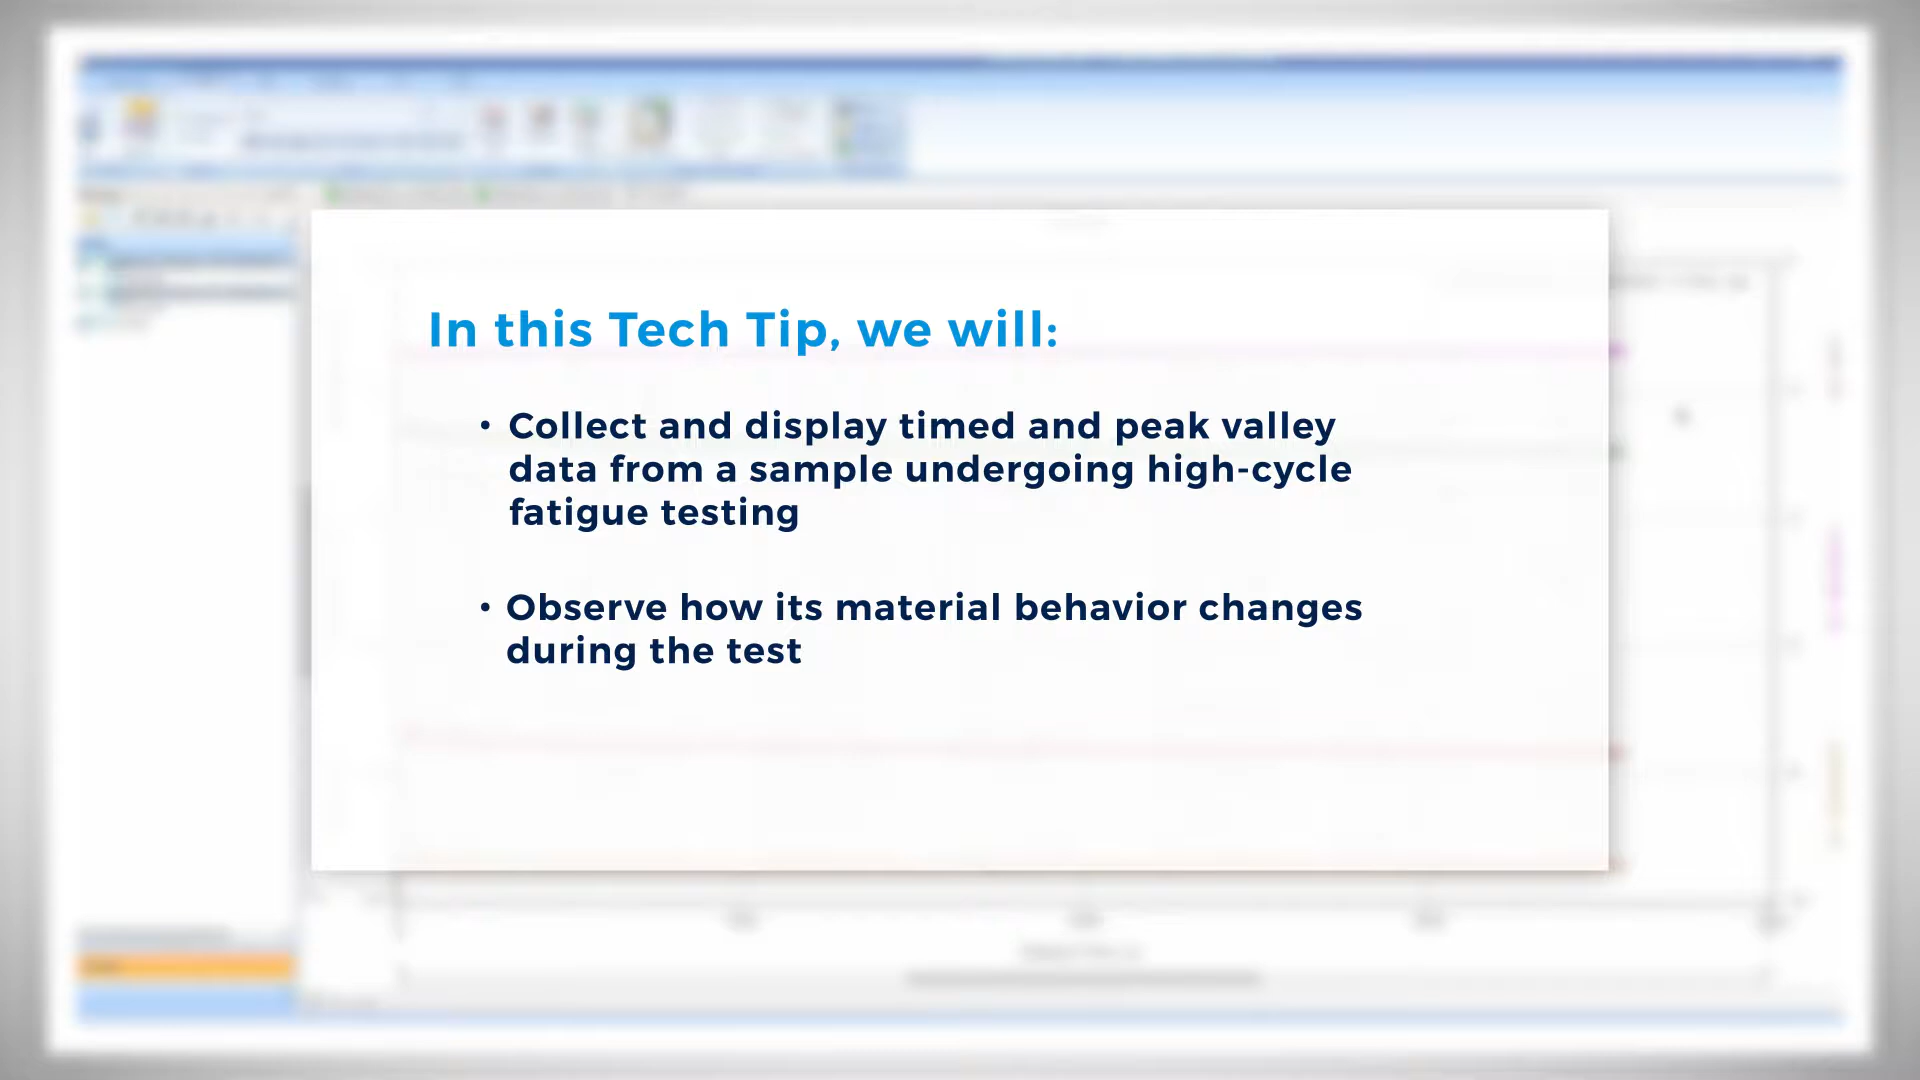 In this Tech Tip, we will:
• Collect and display timed and peak valley
data from a sample undergoing high-cycle
fatigue testing
• Observe how its material behavior changes
during the test